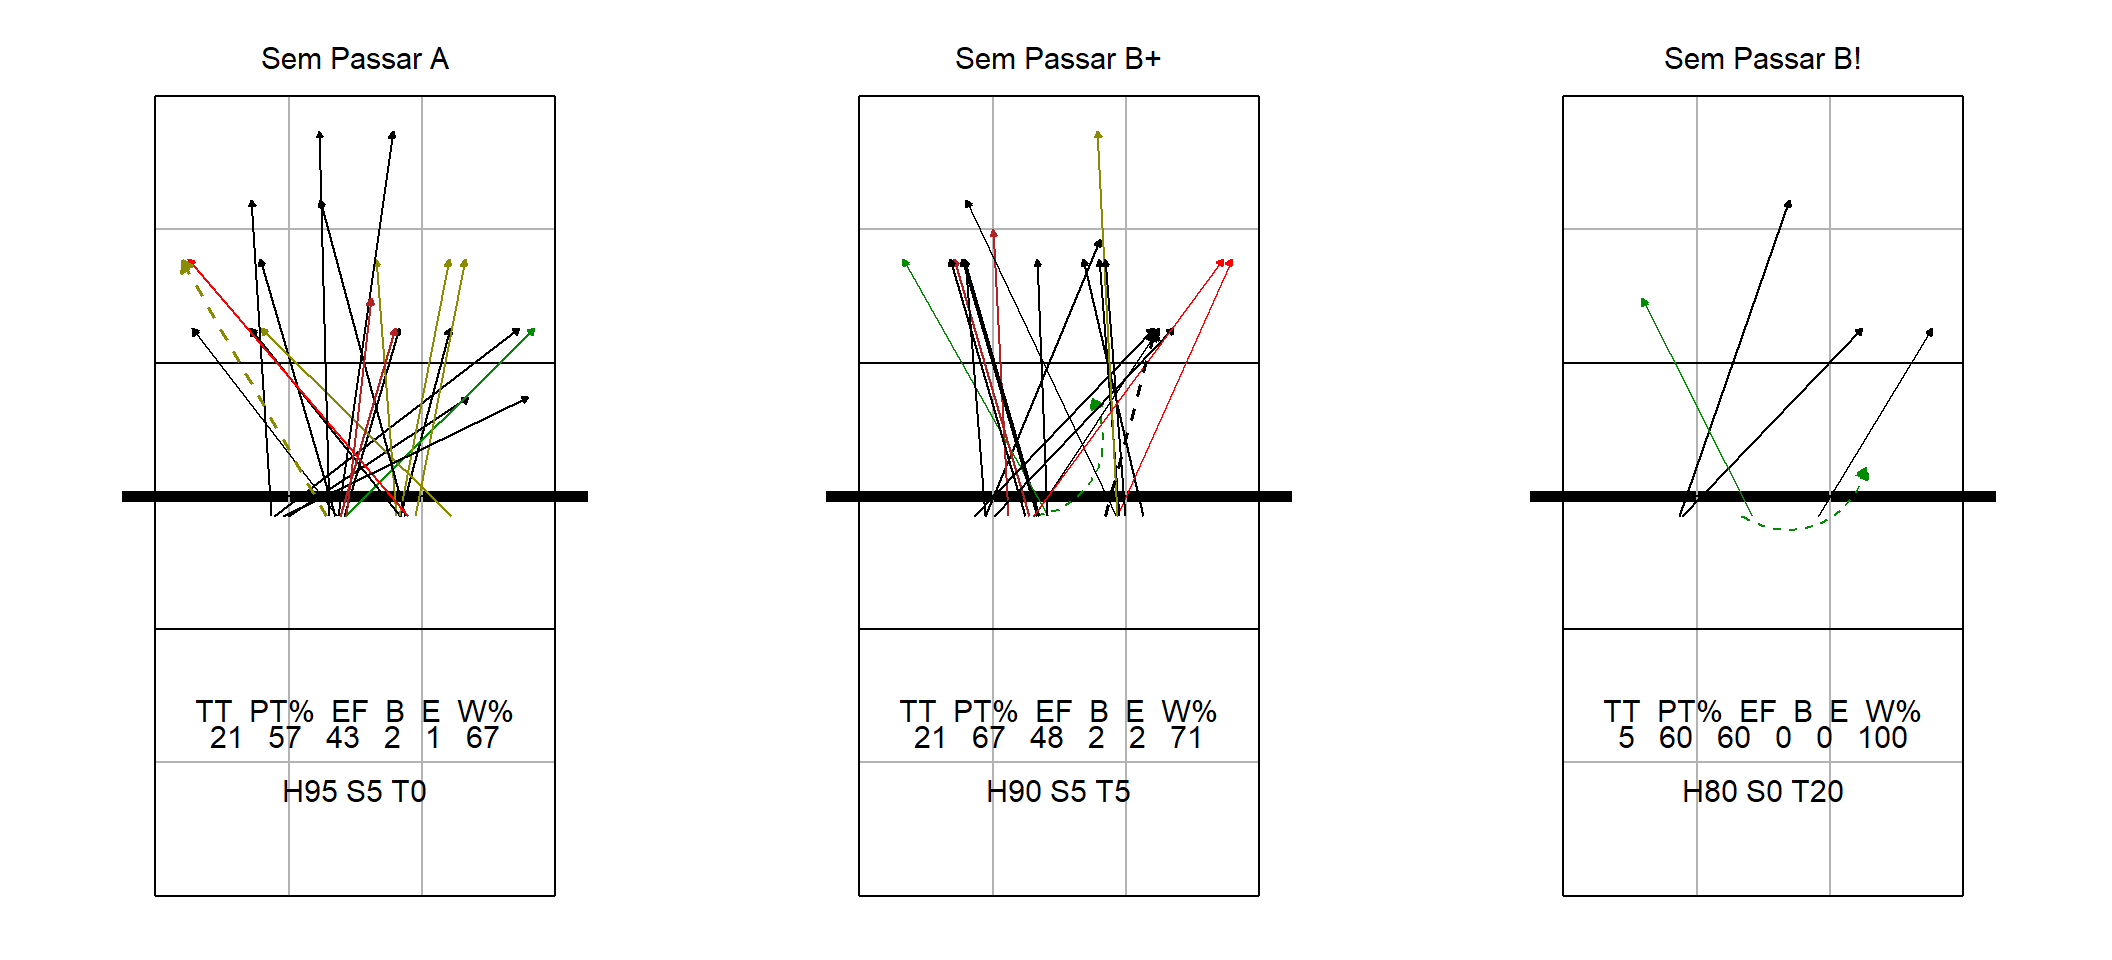 Sem Passar A
TT PT% EF B E W%
21 57 43 2 1 67
H95 S5 T0
Sem Passar B+
TT PT% EF B E W%
21 67 48 2 2 71
H90 S5 T5
Sem Passar B!
TT PT% EF B E W%
5 60 60 0 0 100
H80 S0 T20